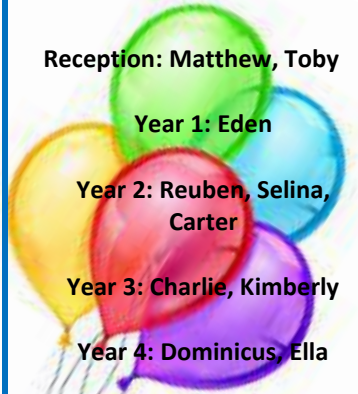 Reception: Matthew, Toby
Year 1: Eden
Year 2: Reuben, Selina,
Carter
Year 3: Charlie, Kimberly
Year 4: Dominicus, Ella